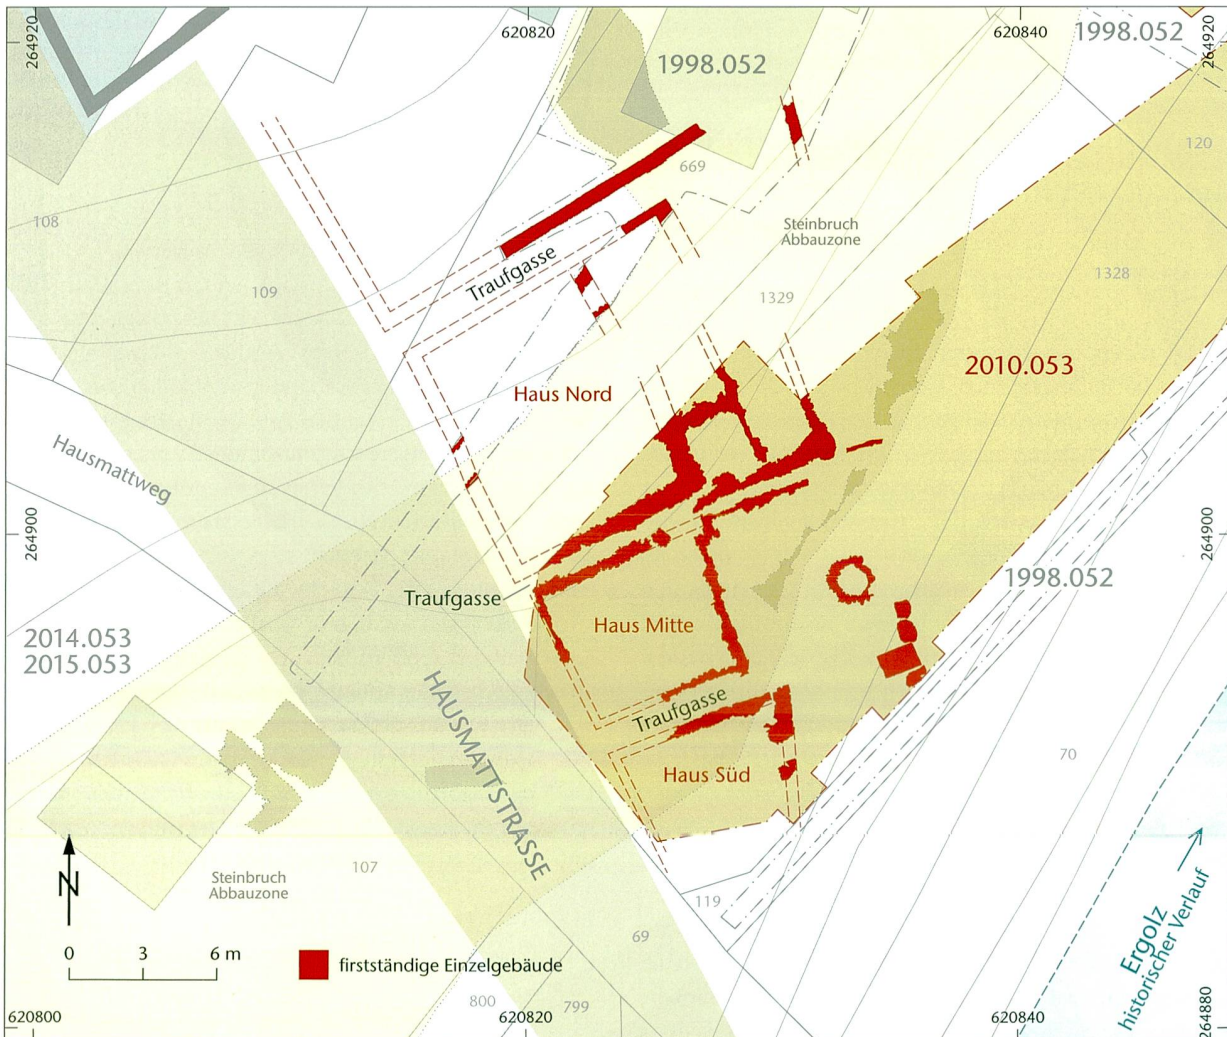 264920
620820
620840
264920
1998.052
1998.052
120
669
108
Steinbruch
Abbauzone
Traufgasse
109
1328
1329
2010.053
Haus Nord
Hausmattweg
264900
264900
1998.052
Traufgasse
Haus Mitte
2014.053
2015.053
HAUSMATTSTRASSE
Traufgasse
Haus Süd
70
107
Steinbruch
Abbauzone
119
N
Ergolz
historischer Verlauf
69
0 3 6 m
firstständige Einzelgebäude
800
799
620800
620820
620840
264880